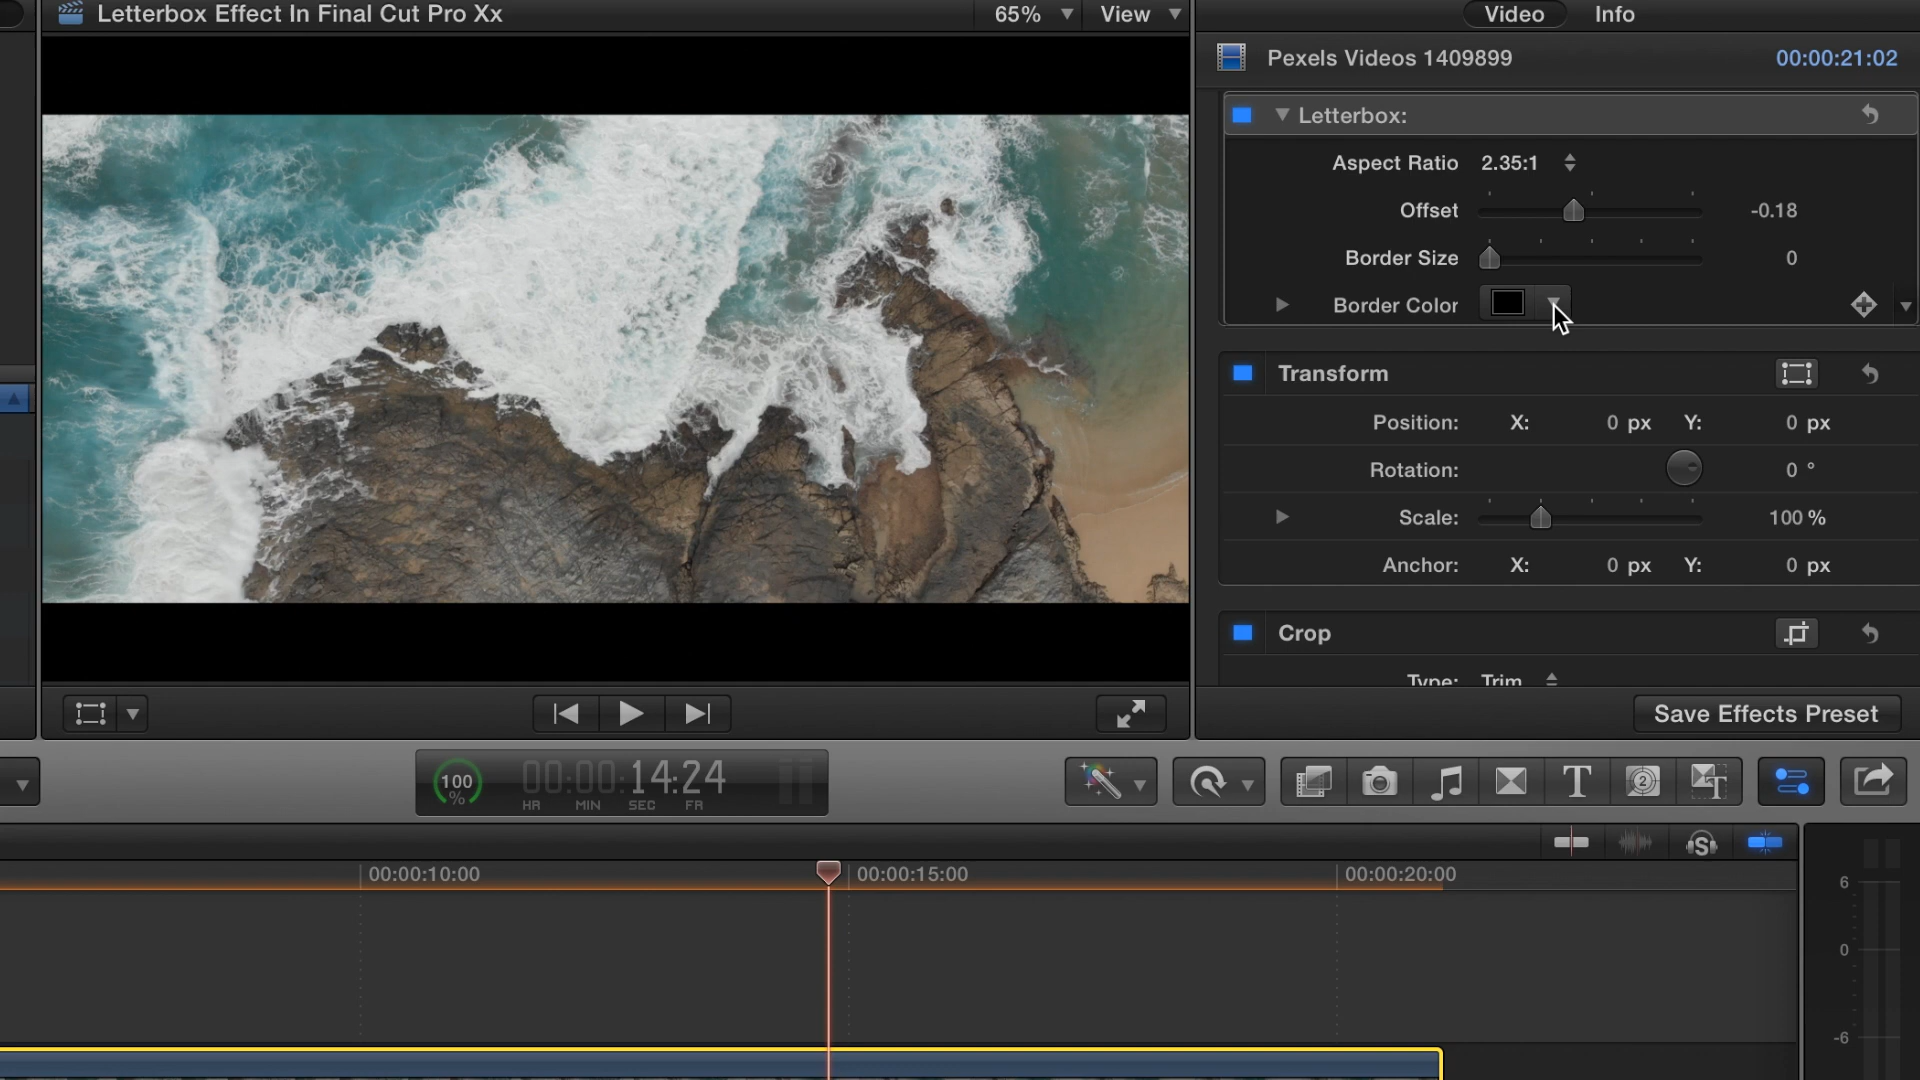 Letterbox Effect In Final Cut Pro Xx
65%
View
Video
Info
Pexels Videos 1409899
00:00:21:02
Letterbox:
Aspect Ratio 2.35:1
Offset -0.18
Border Size 0
Border Color
Transform
Position: X: 0 px Y: 0 px
Rotation: 0 °
Scale: 100 %
Anchor: X: 0 px Y: 0 px
Crop
Type: Trim
Save Effects Preset
100
%
00:00:14:24
HR MIN SEC FR
T
2
T
S
00:00:10:00
00:00:15:00
00:00:20:00
6
0
-6